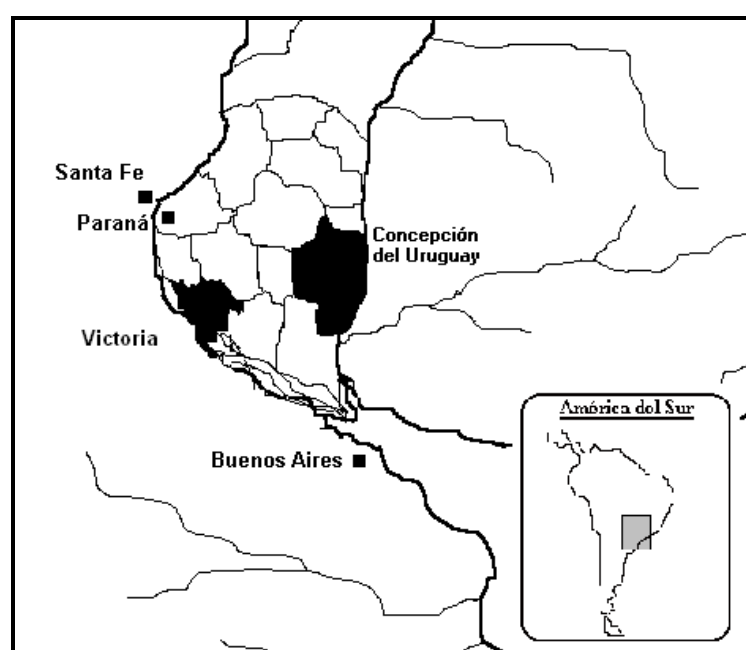 Santa Fe
Paraná
Concepción
del Uruguay
Victoria
Buenos Aires
América del Sur